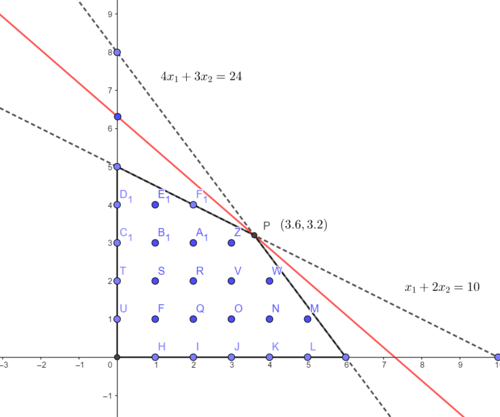 9
8
4x₁ + 3x₂ = 24
7
6
5
D₁ E₁ F₁
4
P (3.6, 3.2)
C₁ B₁ A₁ Z
3
T S R V W
2
x₁ + 2x₂ = 10
U F Q O N M
1
H I J K L
−3 −2 −1 0 1 2 3 4 5 6 7 8 9
−1